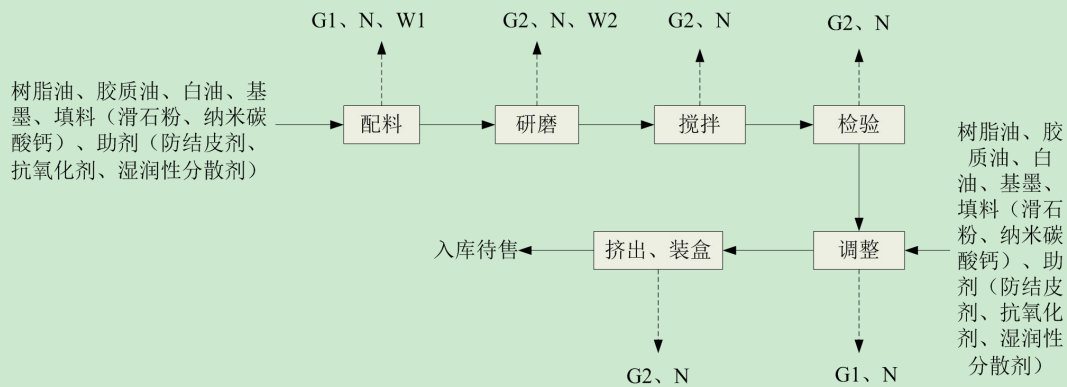 G1、N、W1
G2、N、W2
G2、N
G2、N
树脂油、胶质油、白油、基
墨、填料（滑石粉、纳米碳
酸钙）、助剂（防结皮剂、
抗氧化剂、湿润性分散剂）
配料
研磨
搅拌
检验
树脂油、胶
质油、白
油、基墨、
填料（滑石
粉、纳米碳
酸钙）、助
剂（防结皮
剂、抗氧化
剂、湿润性
分散剂）
入库待售
挤出、装盒
调整
G2、N
G1、N